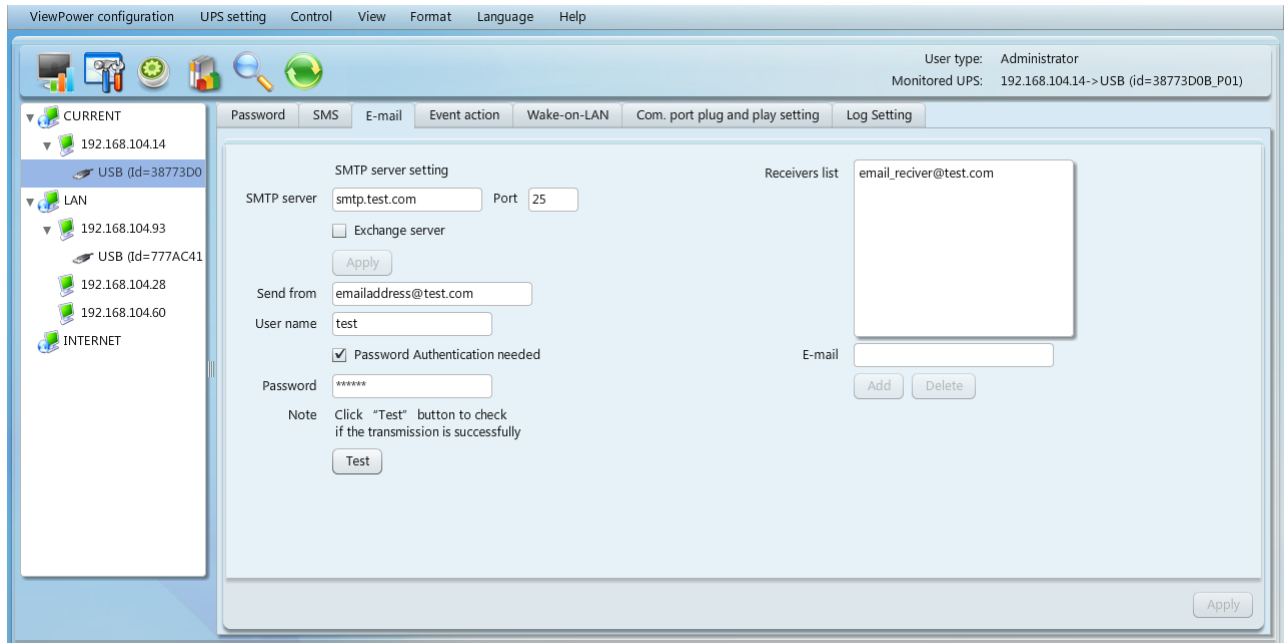 ViewPower configuration UPS setting Control View Format Language Help
User type: Administrator
Monitored UPS: 192.168.104.14->USB (id=38773D0B_P01)
CURRENT
192.168.104.14
USB (Id=38773D0
LAN
192.168.104.93
USB (Id=777AC41
192.168.104.28
192.168.104.60
INTERNET
Password SMS E-mail Event action Wake-on-LAN Com. port plug and play setting Log Setting
SMTP server setting
SMTP server smtp.test.com Port 25
Exchange server
Apply
Send from emailaddress@test.com
User name test
Password Authentication needed
Password ******
Note Click “Test” button to check
if the transmission is successfully
Test
Receivers list email_reciver@test.com
E-mail
Add Delete
Apply